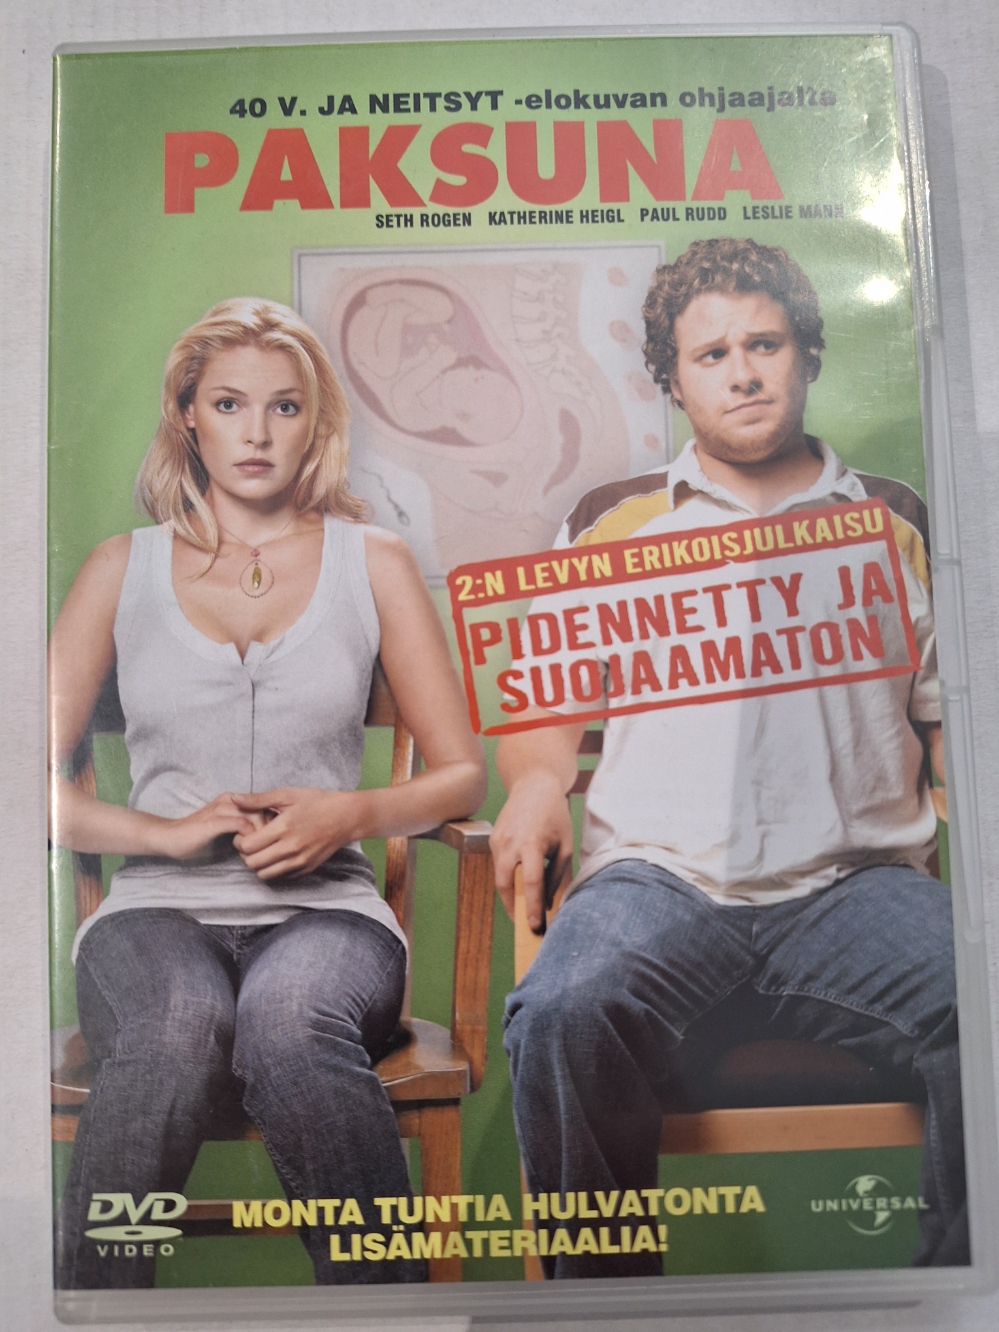 40 V. JA NEITSYT -elokuvan ohjaajalta
PAKSUNA
SETH ROGEN KATHERINE HEIGL PAUL RUDD LESLIE MANN
2:N LEVYN ERIKOISJULKAISU
PIDENNETTY JA
SUOJAAMATON
MONTA TUNTIA HULVATONTA
LISÄMATERIAALIA!
DVD
VIDEO
UNIVERSAL